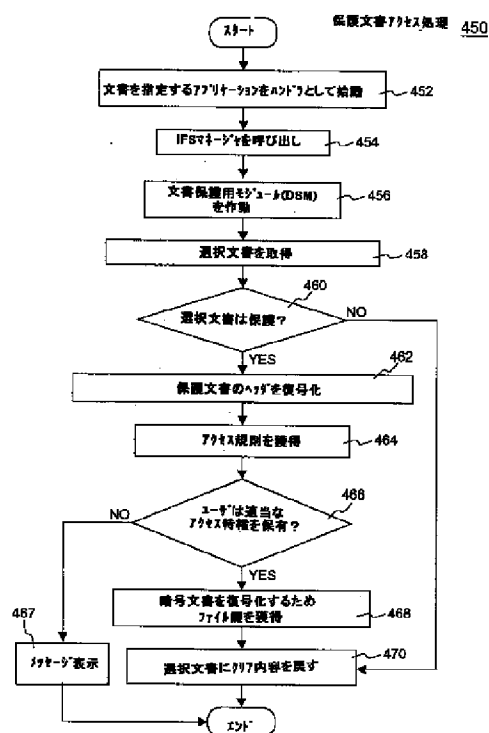 保護文書アクセス処理 450
スタート
文書を指定するアプリケーションをハンドラとして始動
452
IFSマネージャを呼び出し
454
文書保護用モジュール(DSM)
を作動
456
選択文書を取得
458
460
選択文書は保護?
NO
YES
462
保護文書のヘッダを復号化
アクセス規則を獲得
464
466
NO
ユーザは適当な
アクセス特権を保有?
YES
暗号文書を復号化するため
ファイル鍵を獲得
468
467
メッセージ表示
470
選択文書にクリア内容を戻す
エンド